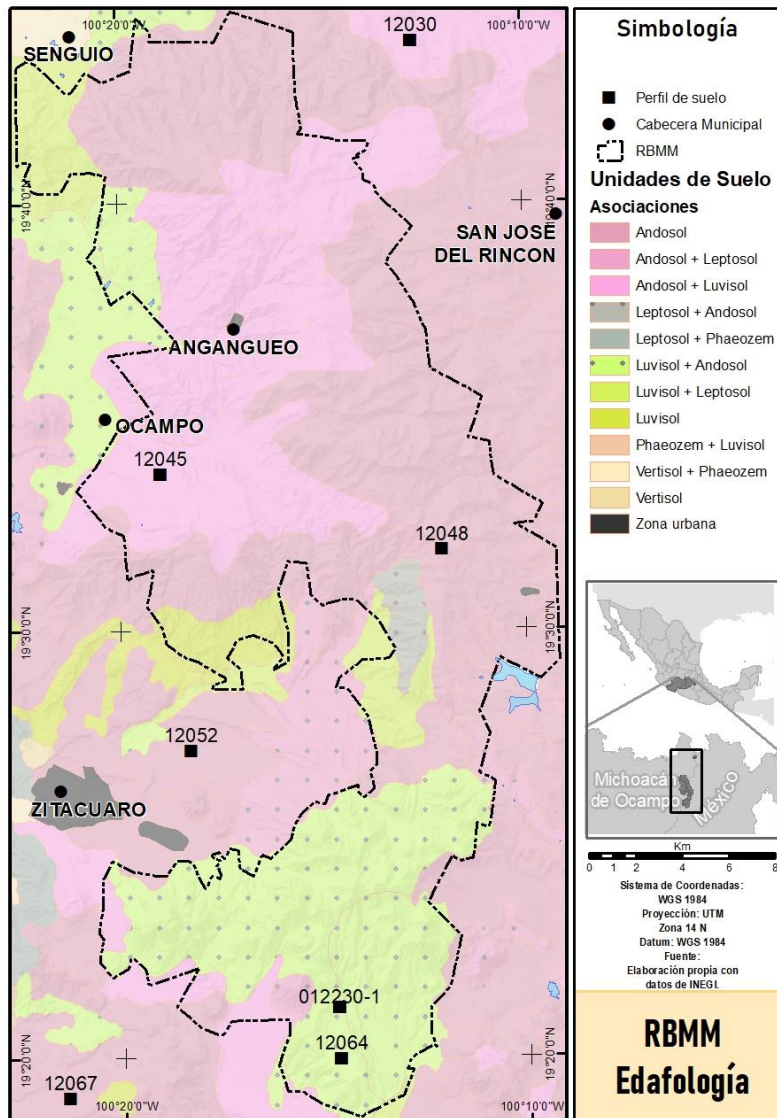 100°20'0"W
100°10'0"W
SENGUIO
12030
19°40'0"N
19°40'0"N
SAN JOSE
DEL RINCON
ANGANGUEO
OCAMPO
12045
12048
19°30'0"N
19°30'0"N
12052
ZITACUARO
012230-1
12064
19°20'0"N
19°20'0"N
12067
100°20'0"W
100°10'0"W
Simbología
Perfil de suelo
Cabecera Municipal
RBMM
Unidades de Suelo
Asociaciones
Andosol
Andosol + Leptosol
Andosol + Luvisol
Leptosol + Andosol
Leptosol + Phaeozem
Luvisol + Andosol
Luvisol + Leptosol
Luvisol
Phaeozem + Luvisol
Vertisol + Phaeozem
Vertisol
Zona urbana
Michoacán
de Ocampo
México
Km
0 1 2 4 6 8
Sistema de Coordenadas:
WGS 1984
Proyección: UTM
Zona 14 N
Datum: WGS 1984
Fuente:
Elaboración propia con
datos de INEGI.
RBMM
Edafología